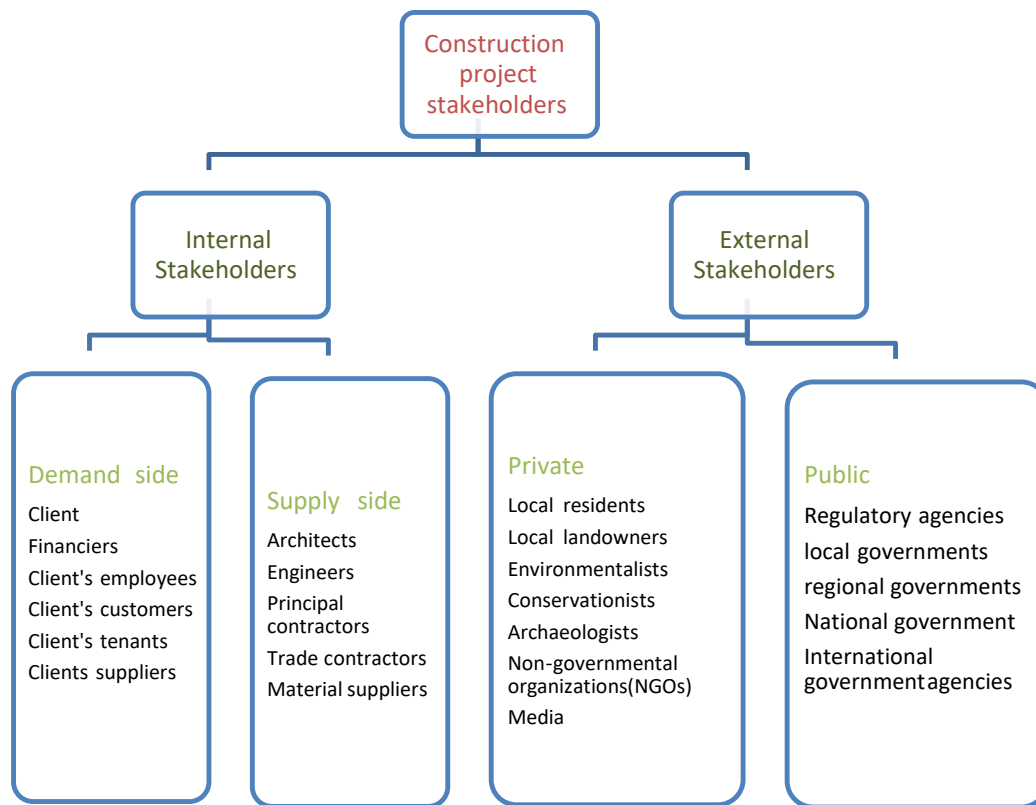 Construction
project
stakeholders
Internal
Stakeholders
External
Stakeholders
Demand side
Client
Financiers
Client's employees
Client's customers
Client's tenants
Clients suppliers
Supply side
Architects
Engineers
Principal
contractors
Trade contractors
Material suppliers
Private
Local residents
Local landowners
Environmentalists
Conservationists
Archaeologists
Non-governmental
organizations(NGOs)
Media
Public
Regulatory agencies
local governments
regional governments
National government
International
government agencies